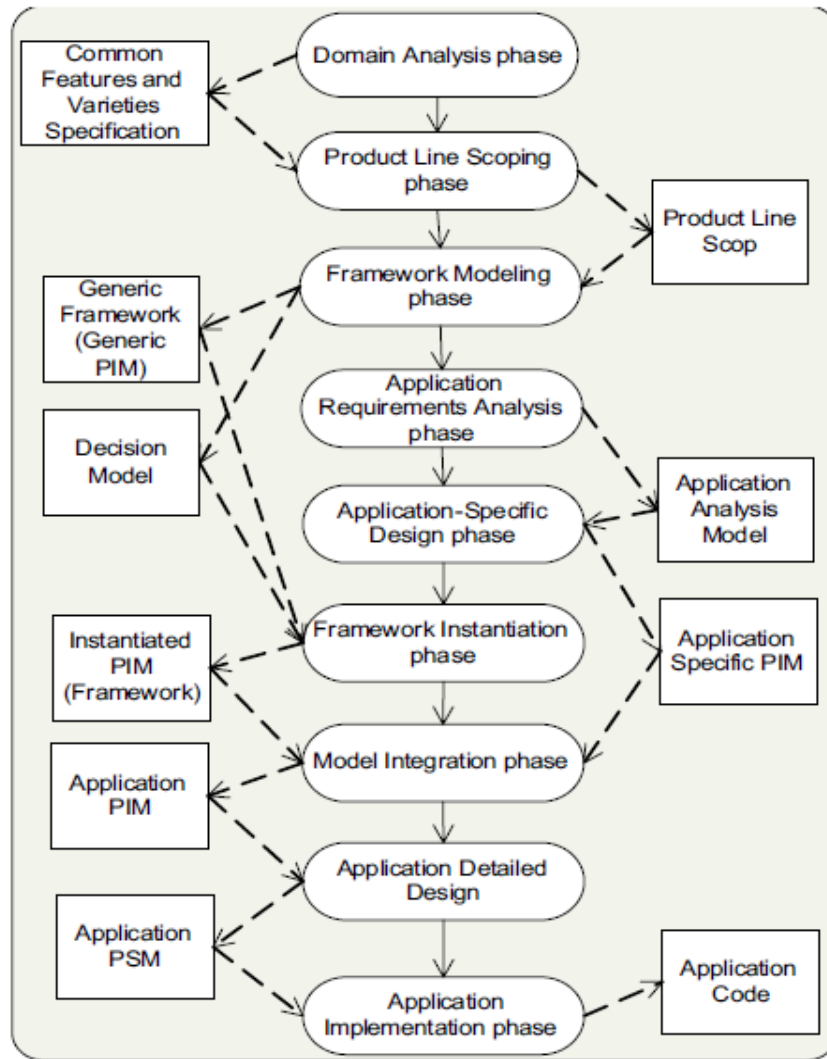 Common
Features and
Varieties
Specification
Domain Analysis phase
Product Line Scoping
phase
Product Line
Scop
Framework Modeling
phase
Generic
Framework
(Generic
PIM)
Application
Requirements Analysis
phase
Decision
Model
Application
Analysis
Model
Application-Specific
Design phase
Framework Instantiation
phase
Instantiated
PIM
(Framework)
Application
Specific PIM
Model Integration phase
Application
PIM
Application Detailed
Design
Application
PSM
Application
Implementation phase
Application
Code